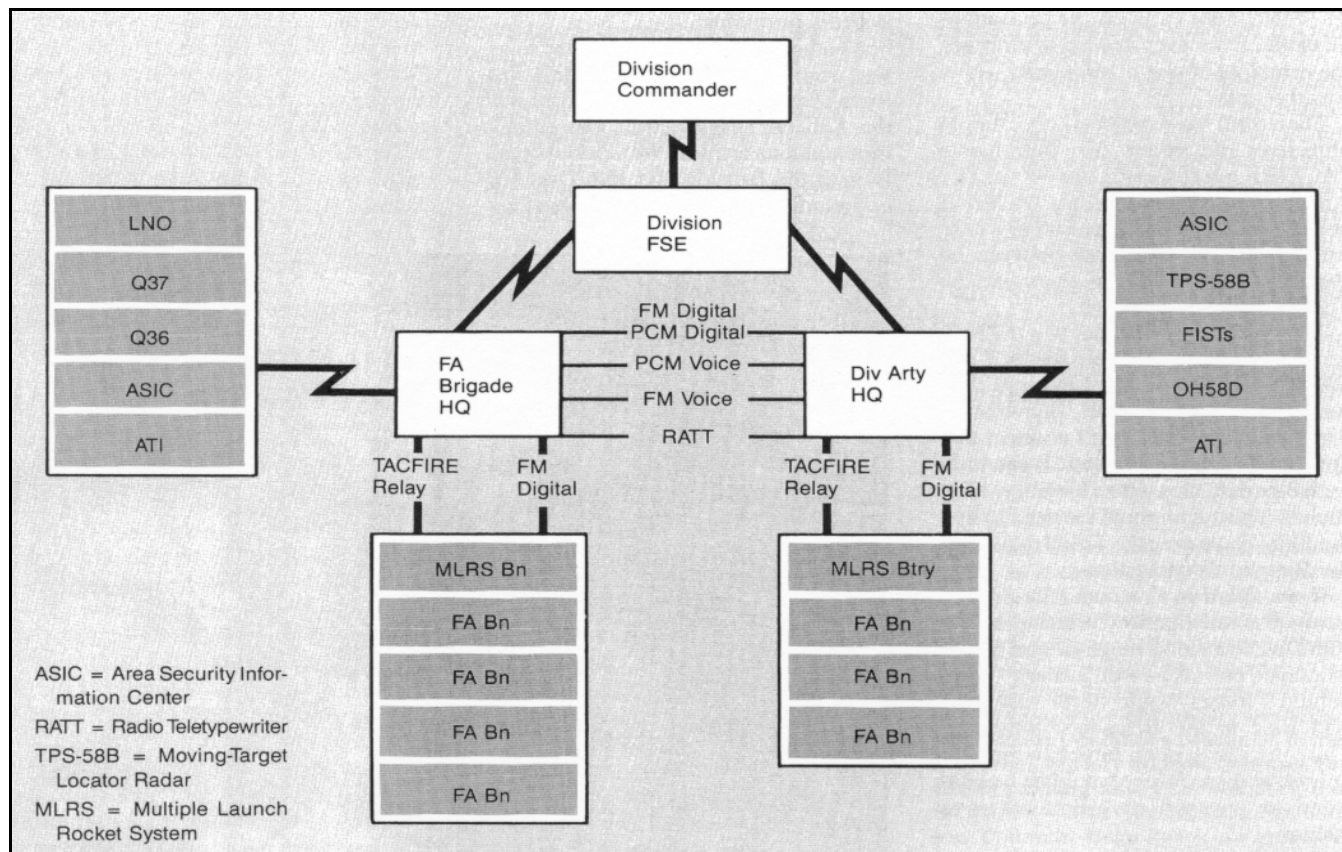 Division
Commander
Division
FSE
LNO
Q37
Q36
ASIC
ATI
FA
Brigade
HQ
FM Digital
PCM Digital
PCM Voice
FM Voice
RATT
Div Arty
HQ
ASIC
TPS-58B
FISTs
OH58D
ATI
TACFIRE
Relay
FM
Digital
TACFIRE
Relay
FM
Digital
MLRS Bn
FA Bn
FA Bn
FA Bn
FA Bn
MLRS Btry
FA Bn
FA Bn
FA Bn
ASIC = Area Security Infor-
mation Center
RATT = Radio Teletypewriter
TPS-58B = Moving-Target
Locator Radar
MLRS = Multiple Launch
Rocket System